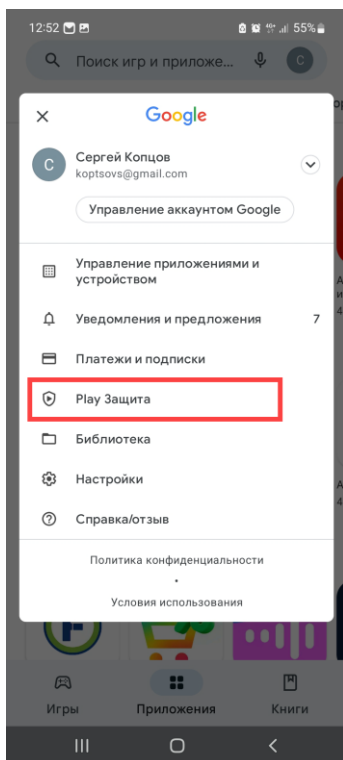 12:52 55%
Поиск игр и приложе... C
Google
C Сергей Копцов
koptsovs@gmail.com
Управление аккаунтом Google
Управление приложениями и
устройством
Уведомления и предложения 7
Платежи и подписки
Play Защита
Библиотека
Настройки
Справка/отзыв
Политика конфиденциальности
·
Условия использования
Игры Приложения Книги